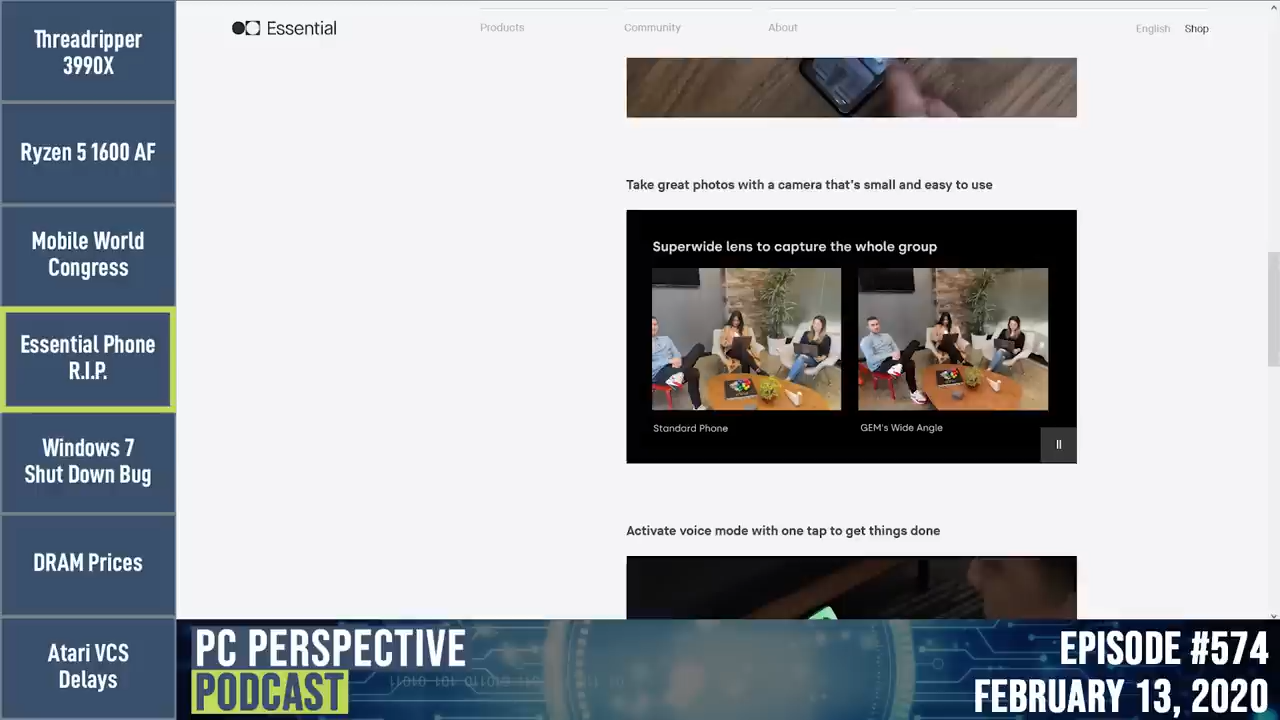 Threadripper
3990X
Ryzen 5 1600 AF
Mobile World
Congress
Essential Phone
R.I.P.
Windows 7
Shut Down Bug
DRAM Prices
Atari VCS
Delays
Essential
Products
Community
About
English
Shop
Take great photos with a camera that's small and easy to use
Superwide lens to capture the whole group
Standard Phone
GEM's Wide Angle
Activate voice mode with one tap to get things done
PC PERSPECTIVE
PODCAST
EPISODE #574
FEBRUARY 13, 2020